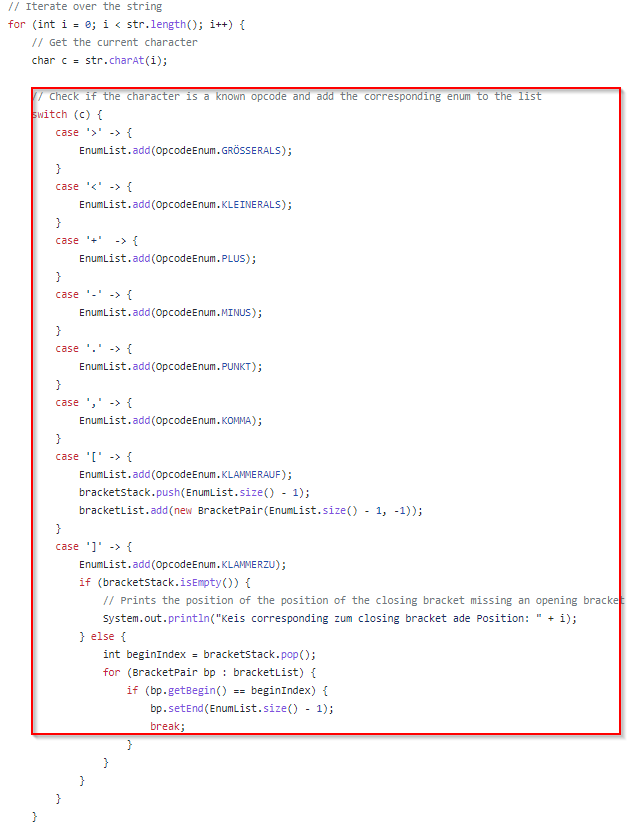 // Iterate over the string
for (int i = 0; i < str.length(); i++) {
// Get the current character
char c = str.charAt(i);
// Check if the character is a known opcode and add the corresponding enum to the list
switch (c) {
case '>' -> {
EnumList.add(OpcodeEnum.GRÖSSERALS);
}
case '<' -> {
EnumList.add(OpcodeEnum.KLEINERALS);
}
case '+'  -> {
EnumList.add(OpcodeEnum.PLUS);
}
case '-' -> {
EnumList.add(OpcodeEnum.MINUS);
}
case '.' -> {
EnumList.add(OpcodeEnum.PUNKT);
}
case ',' -> {
EnumList.add(OpcodeEnum.KOMMA);
}
case '[' -> {
EnumList.add(OpcodeEnum.KLAMMERAUF);
bracketStack.push(EnumList.size() - 1);
bracketList.add(new BracketPair(EnumList.size() - 1, -1));
}
case ']' -> {
EnumList.add(OpcodeEnum.KLAMMERZU);
if (bracketStack.isEmpty()) {
// Prints the position of the position of the closing bracket missing an opening bracket
System.out.println("Keis corresponding zum closing bracket ade Position: " + i);
} else {
int beginIndex = bracketStack.pop();
for (BracketPair bp : bracketList) {
if (bp.getBegin() == beginIndex) {
bp.setEnd(EnumList.size() - 1);
break;
}
}
}
}
}